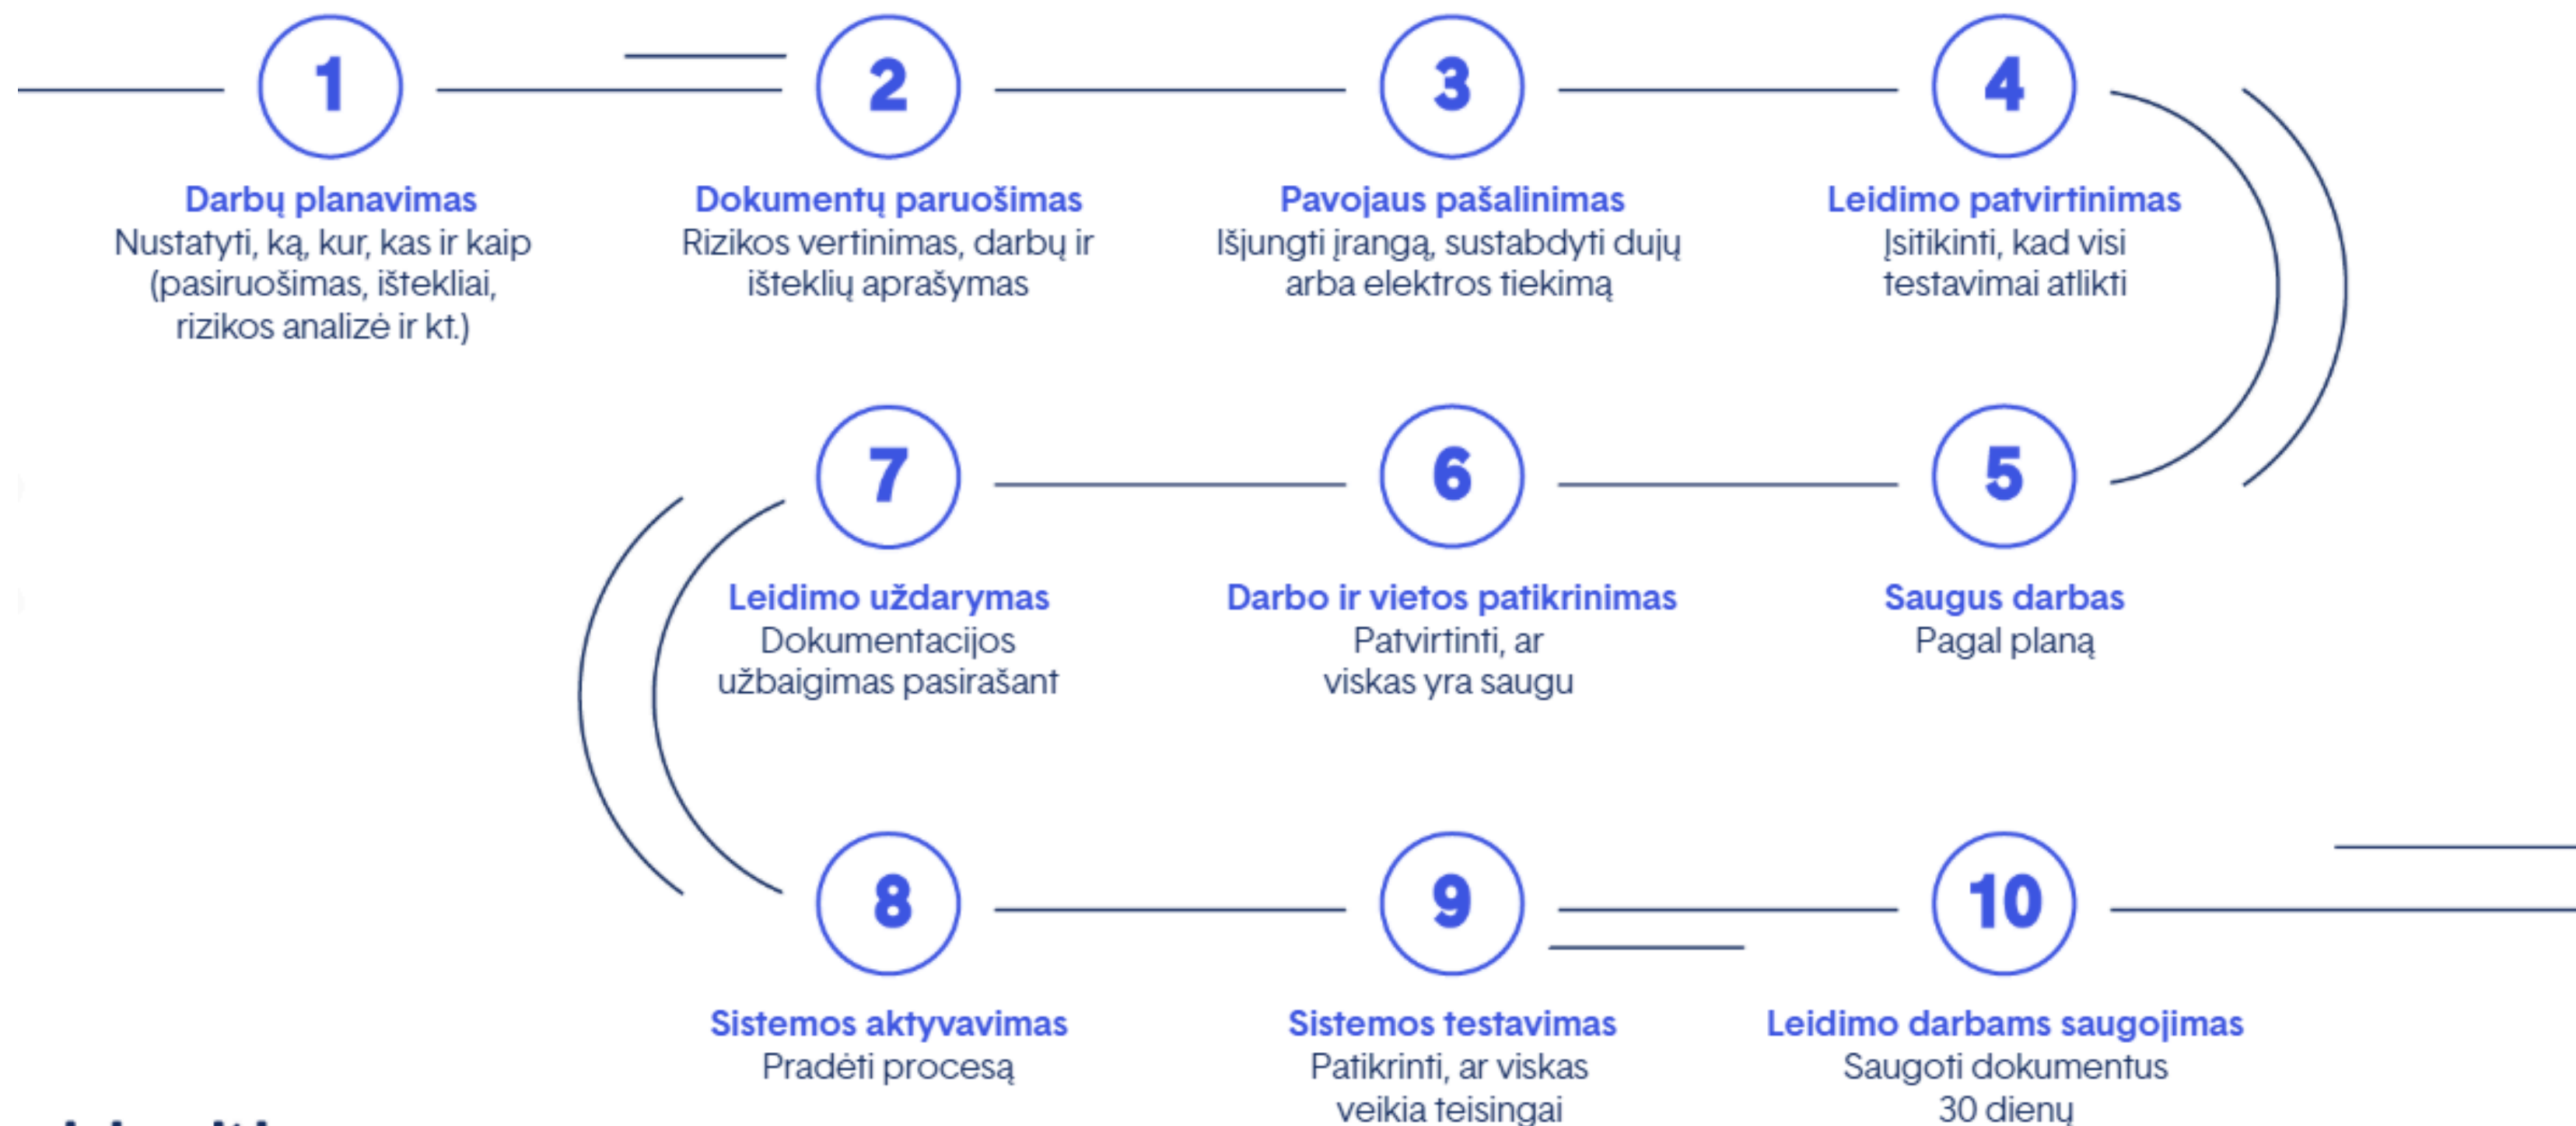 1
Darbų planavimas
Nustatyti, ką, kur, kas ir kaip
(pasiruošimas, ištekliai,
rizikos analizė ir kt.)
2
Dokumentų paruošimas
Rizikos vertinimas, darbų ir
išteklių aprašymas
3
Pavojaus pašalinimas
Išjungti įrangą, sustabdyti dujų
arba elektros tiekimą
4
Leidimo patvirtinimas
Įsitikinti, kad visi
testavimai atlikti
5
Saugus darbas
Pagal planą
6
Darbo ir vietos patikrinimas
Patvirtinti, ar
viskas yra saugu
7
Leidimo uždarymas
Dokumentacijos
užbaigimas pasirašant
8
Sistemos aktyvavimas
Pradėti procesą
9
Sistemos testavimas
Patikrinti, ar viskas
veikia teisingai
10
Leidimo darbams saugojimas
Saugoti dokumentus
30 dienų